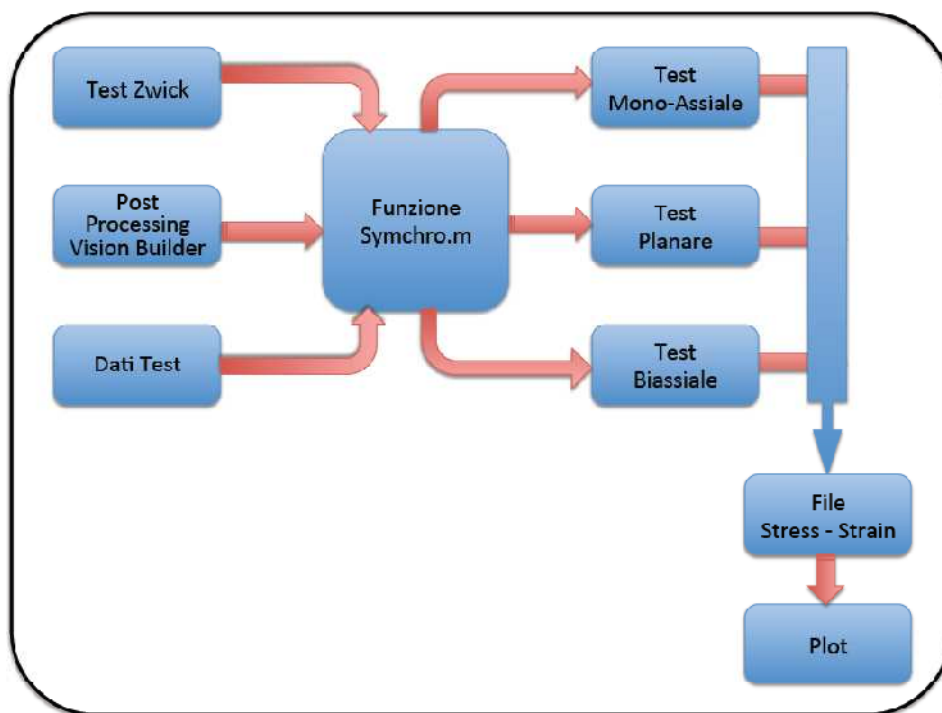 Test Zwick
Post
Processing
Vision Builder
Dati Test
Funzione
Symchro.m
Test
Mono-Assiale
Test
Planare
Test
Biassiale
File
Stress - Strain
Plot